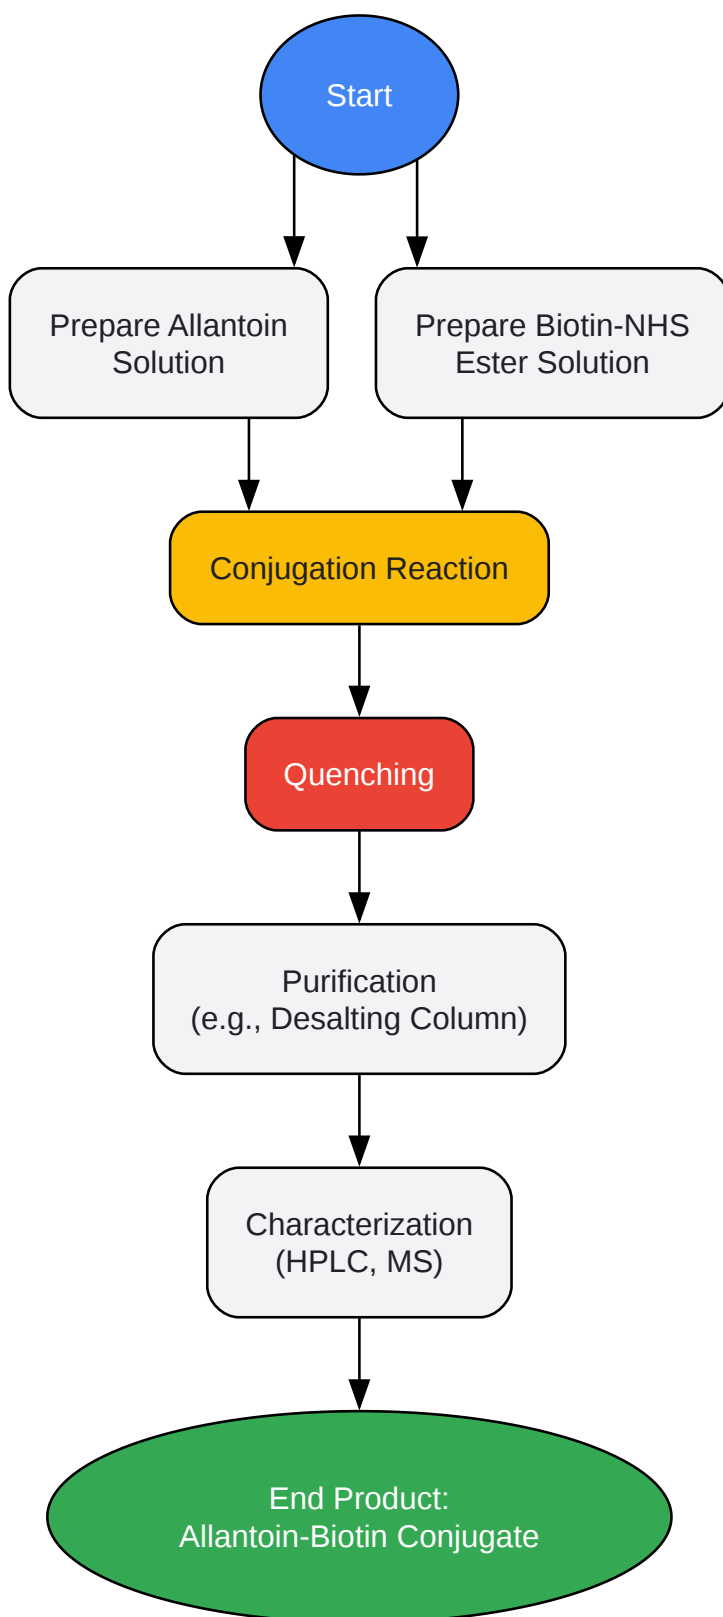 Start
Prepare Allantoin
Solution
Prepare Biotin-NHS
Ester Solution
Conjugation Reaction
Quenching
Purification
(e.g., Desalting Column)
Characterization
(HPLC, MS)
End Product:
Allantoin-Biotin Conjugate